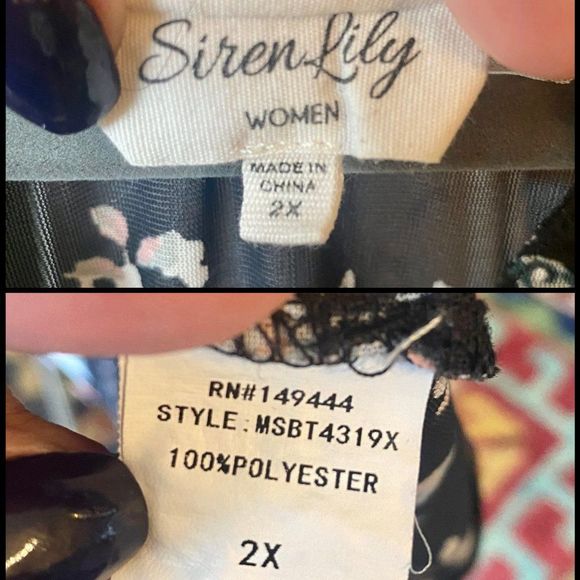 Siren Lily
WOMEN
MADE IN
CHINA
2X
RN#149444
STYLE:MSBT4319X
100%POLYESTER
2X